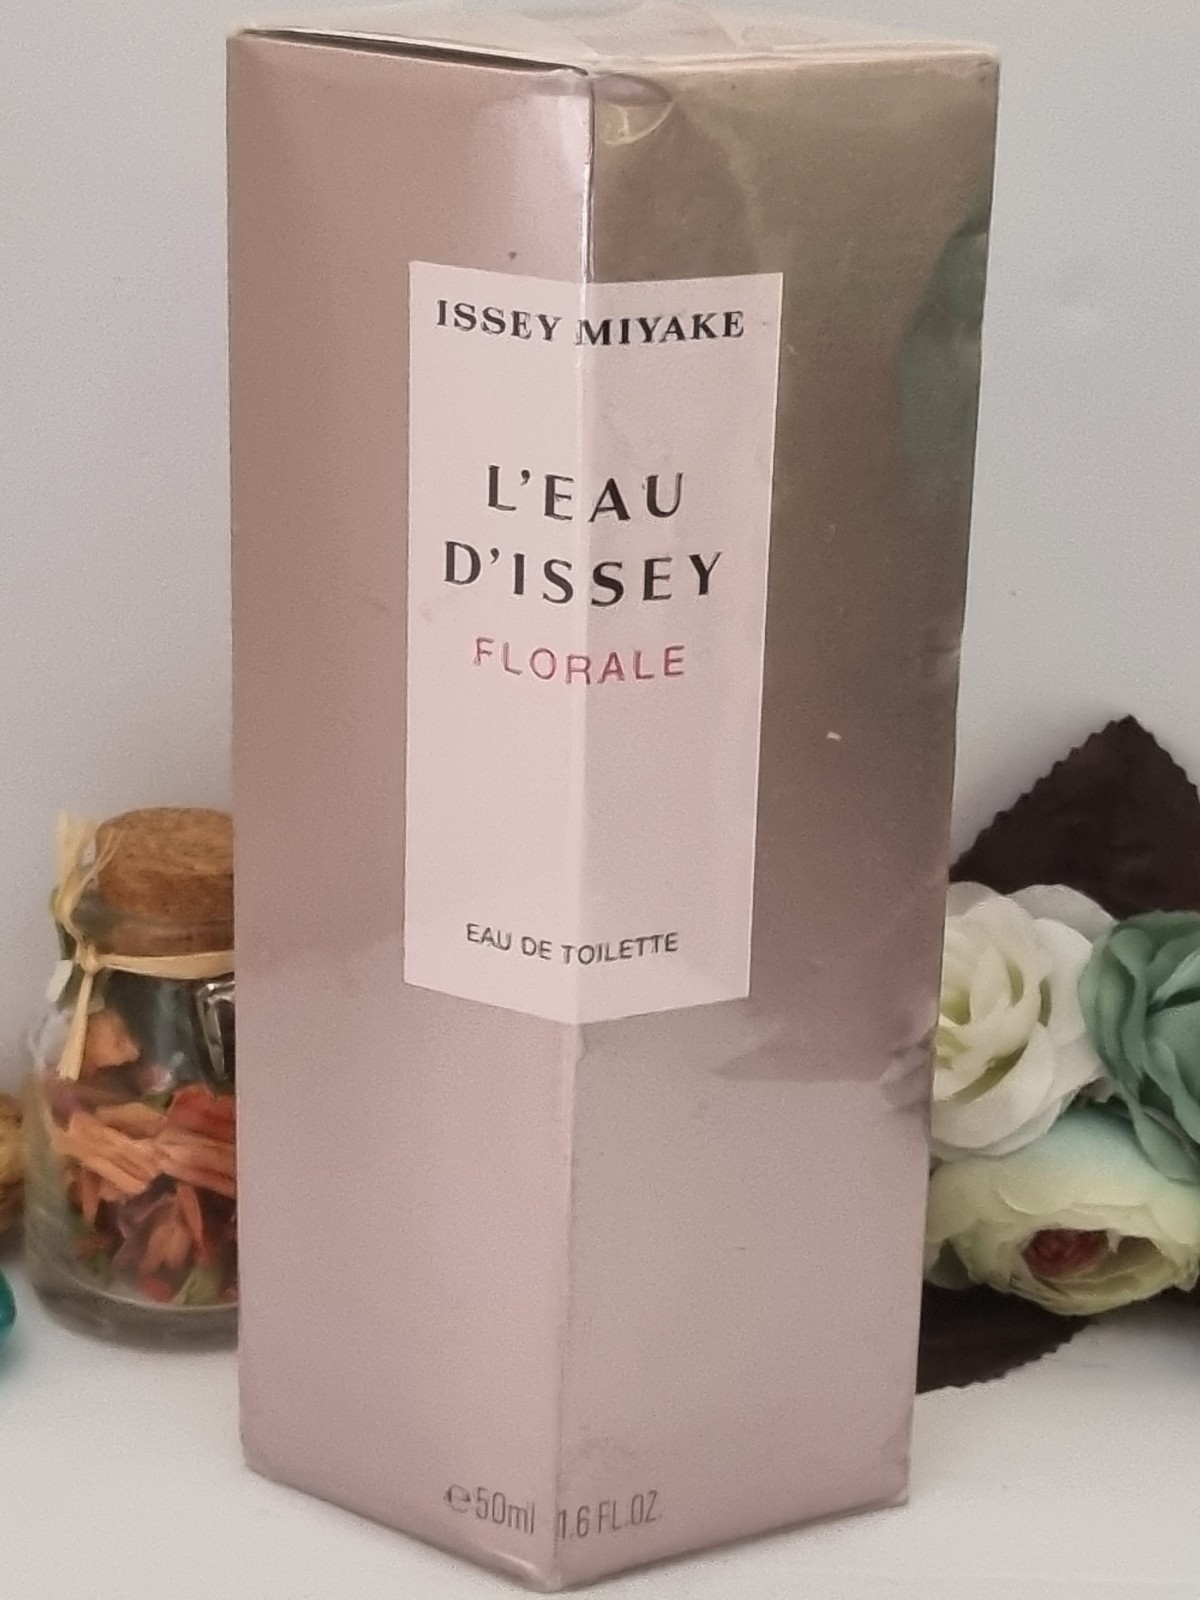 ISSEY MIYAKE
L'EAU
D'ISSEY
FLORALE
EAU DE TOILETTE
℮50ml 1.6 FL.OZ.